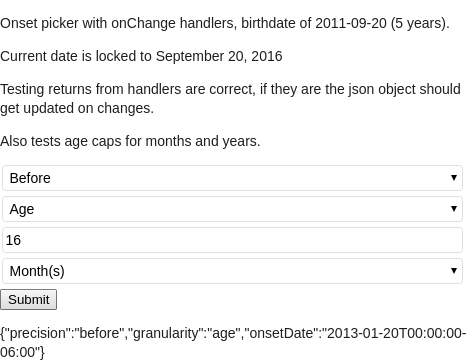 Onset picker with onChange handlers, birthdate of 2011-09-20 (5 years).
Current date is locked to September 20, 2016
Testing returns from handlers are correct, if they are the json object should
get updated on changes.
Also tests age caps for months and years.
Before
Age
16
Month(s)
Submit
{"precision":"before","granularity":"age","onsetDate":"2013-01-20T00:00:00-
06:00"}